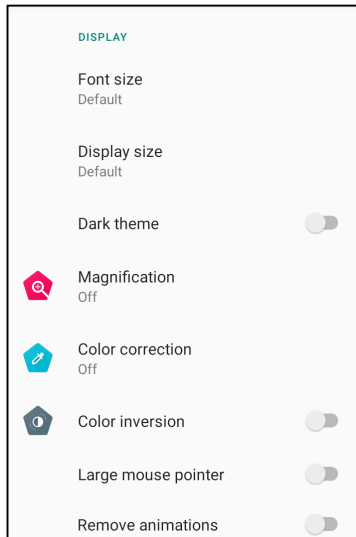 DISPLAY
Font size
Default
Display size
Default
Dark theme
Magnification
Off
Color correction
Off
Color inversion
Large mouse pointer
Remove animations